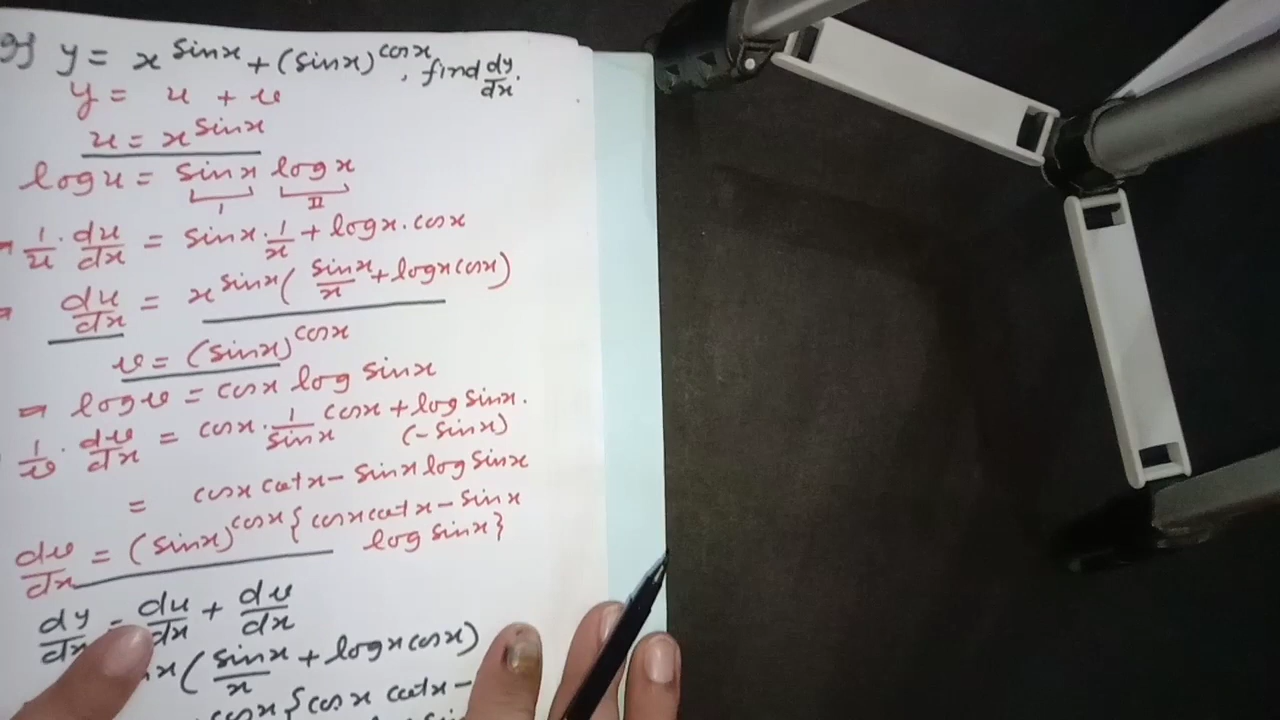 If y = x^sinx + (sinx)^cosx, find dy/dx.
y = u + v
u = x^sinx
log u = sinx log x
I II
⇒ 1/u · du/dx = sinx · 1/x + logx · cosx
⇒ du/dx = x^sinx (sinx/x + logx cosx)
v = (sinx)^cosx
⇒ log v = cosx log sinx
1/v · dv/dx = cosx · 1/sinx cosx + log sinx.
(-sinx)
= cosx cotx - sinx log sinx
dv/dx = (sinx)^cosx {cosx cotx - sinx
log sinx}
dy/dx = du/dx + dv/dx
(sinx/x + logx cosx)
cosx {cosx cotx -